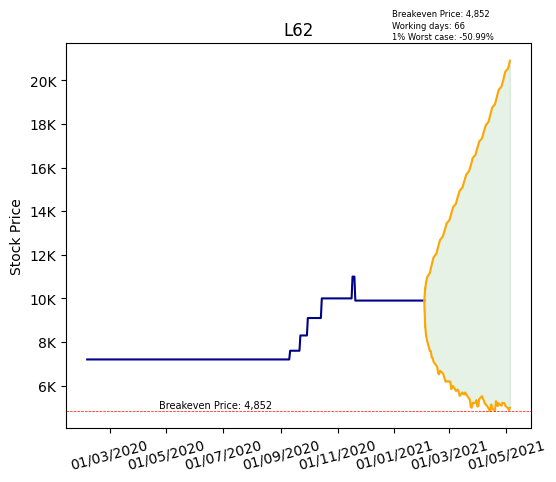 Breakeven Price: 4,852
Working days: 66
1% Worst case: -50.99%
L62
Stock Price
20K
18K
16K
14K
12K
10K
8K
6K
Breakeven Price: 4,852
01/03/2020
01/05/2020
01/07/2020
01/09/2020
01/11/2020
01/01/2021
01/03/2021
01/05/2021